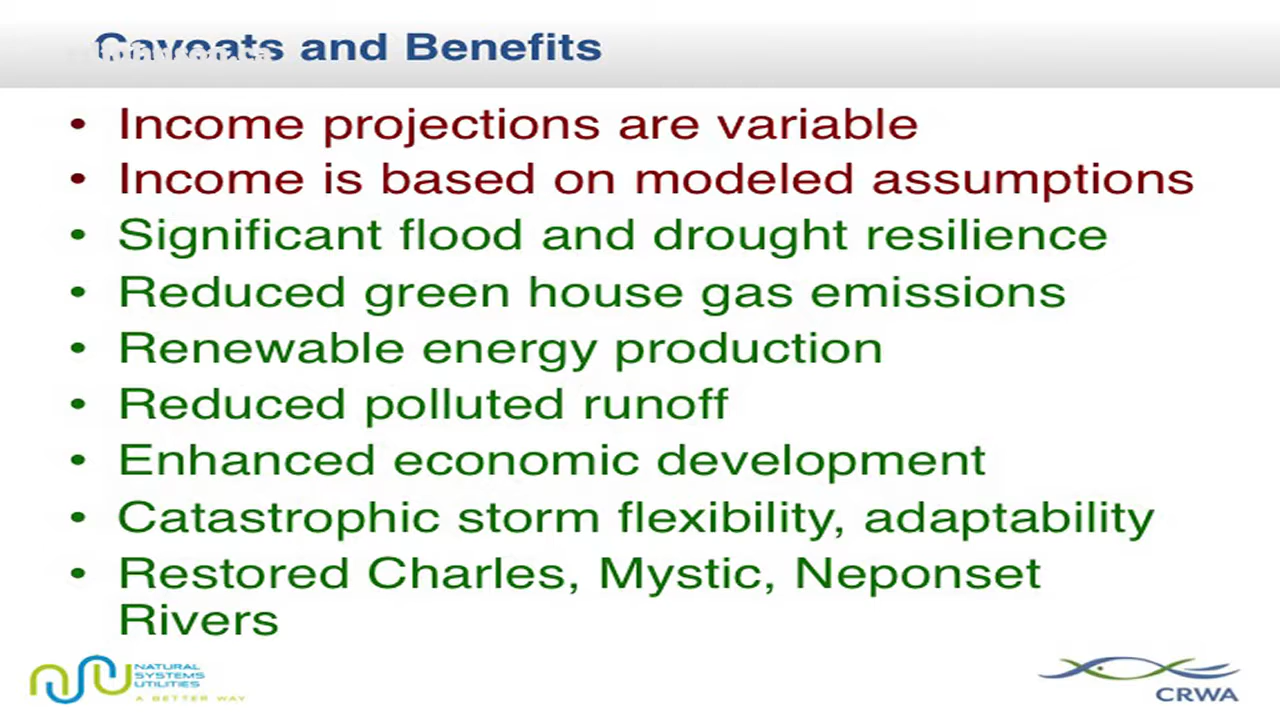 Caveats and Benefits
• Income projections are variable
• Income is based on modeled assumptions
• Significant flood and drought resilience
• Reduced green house gas emissions
• Renewable energy production
• Reduced polluted runoff
• Enhanced economic development
• Catastrophic storm flexibility, adaptability
• Restored Charles, Mystic, Neponset
Rivers
NATURAL
SYSTEMS
UTILITIES
A BETTER WAY
CRWA